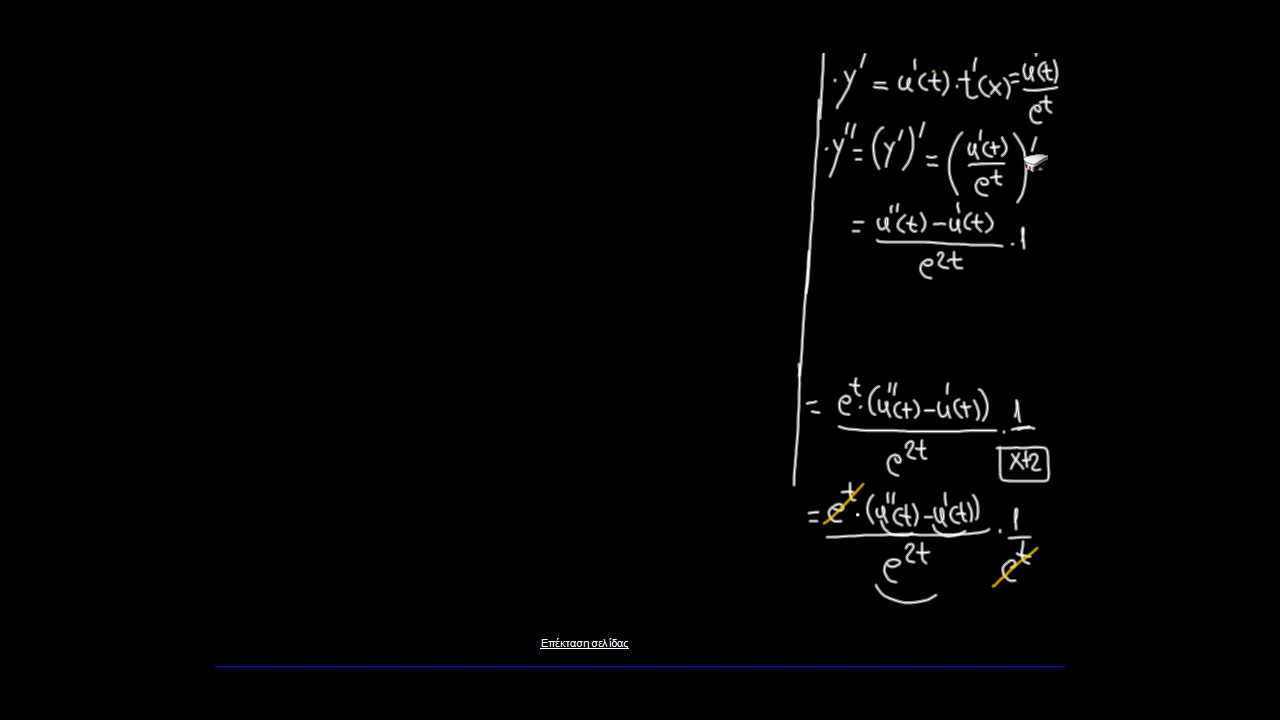 · y' = u'(t) · t'(x) = u'(t) / e^t
· y'' = (y')' = (u'(t) / e^t)'
= (u''(t) - u'(t)) / e^2t · 1
= e^t · (u''(t) - u'(t)) / e^2t · 1 / x+2
= e^t · (u''(t) - u'(t)) / e^2t · 1 / e^t
Επέκταση σελίδας